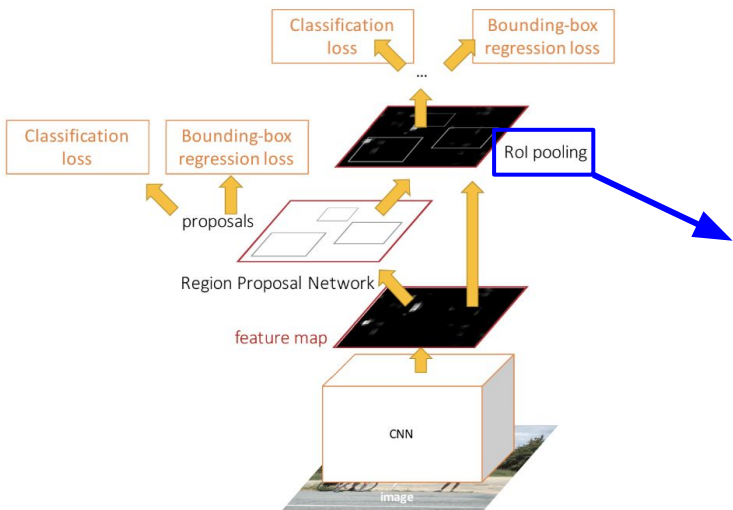 Classification
loss
Bounding-box
regression loss
...
Classification
loss
Bounding-box
regression loss
RoI pooling
proposals
Region Proposal Network
feature map
CNN
image